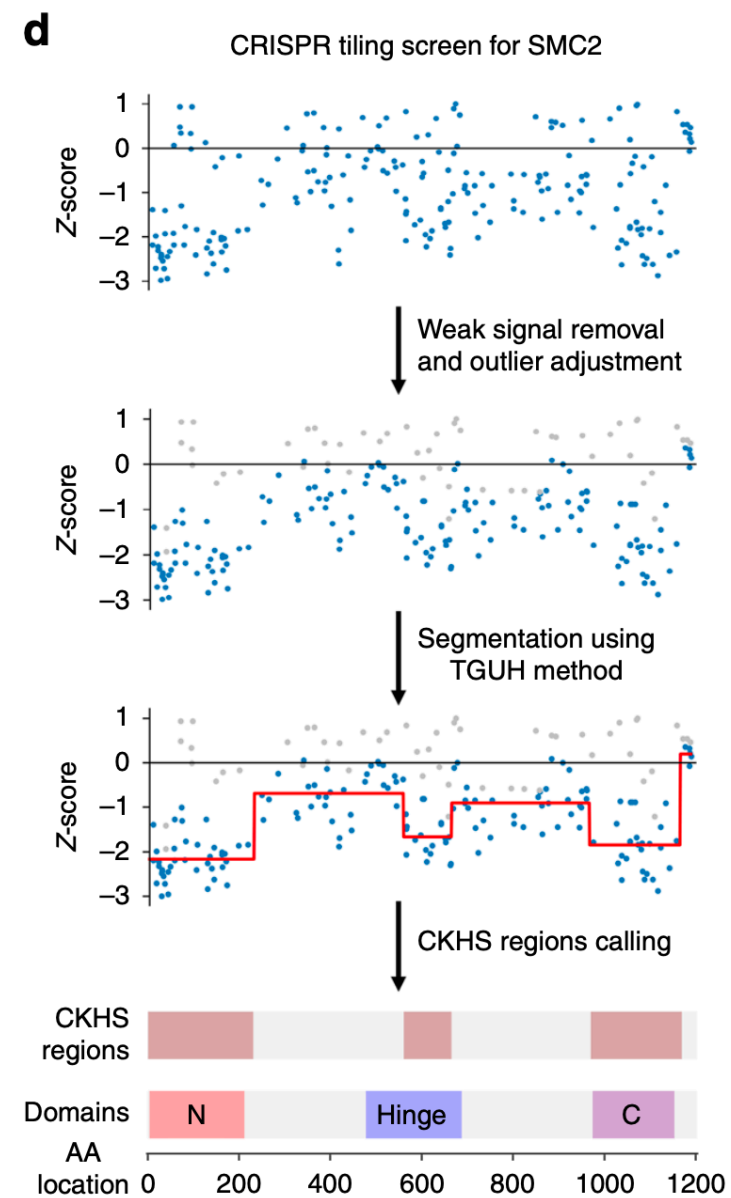 d
CRISPR tiling screen for SMC2
1
0
–1
–2
–3
Z-score
Weak signal removal
and outlier adjustment
1
0
–1
–2
–3
Z-score
Segmentation using
TGUH method
1
0
–1
–2
–3
Z-score
CKHS regions calling
CKHS
regions
Domains N Hinge C
AA
location
0 200 400 600 800 1000 1200